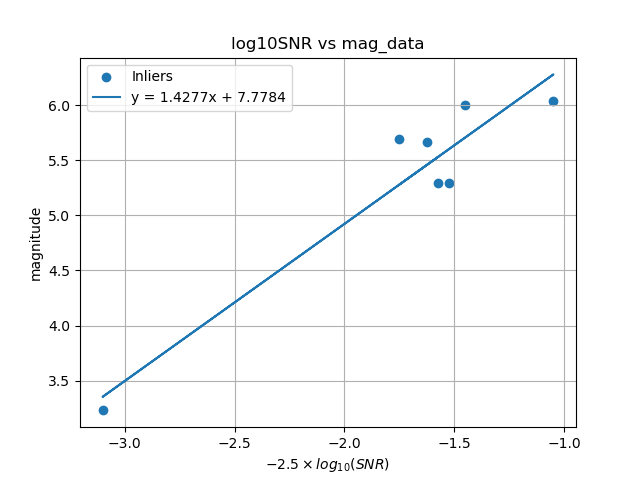 log10SNR vs mag_data
Inliers
y = 1.4277x + 7.7784
6.0
5.5
5.0
4.5
4.0
3.5
magnitude
−3.0 −2.5 −2.0 −1.5 −1.0
−2.5 × log10(SNR)